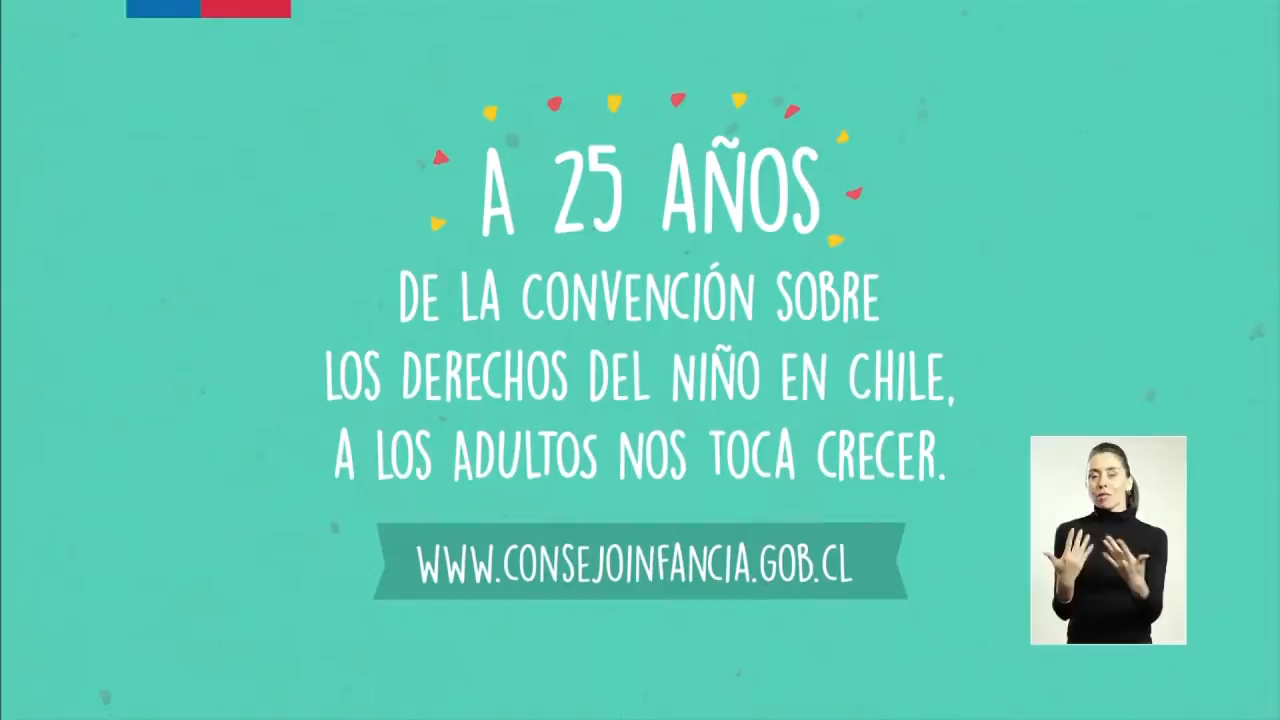 A 25 AÑOS
DE LA CONVENCIÓN SOBRE
LOS DERECHOS DEL NIÑO EN CHILE,
A LOS ADULTOS NOS TOCA CRECER.
WWW.CONSEJOINFANCIA.GOB.CL